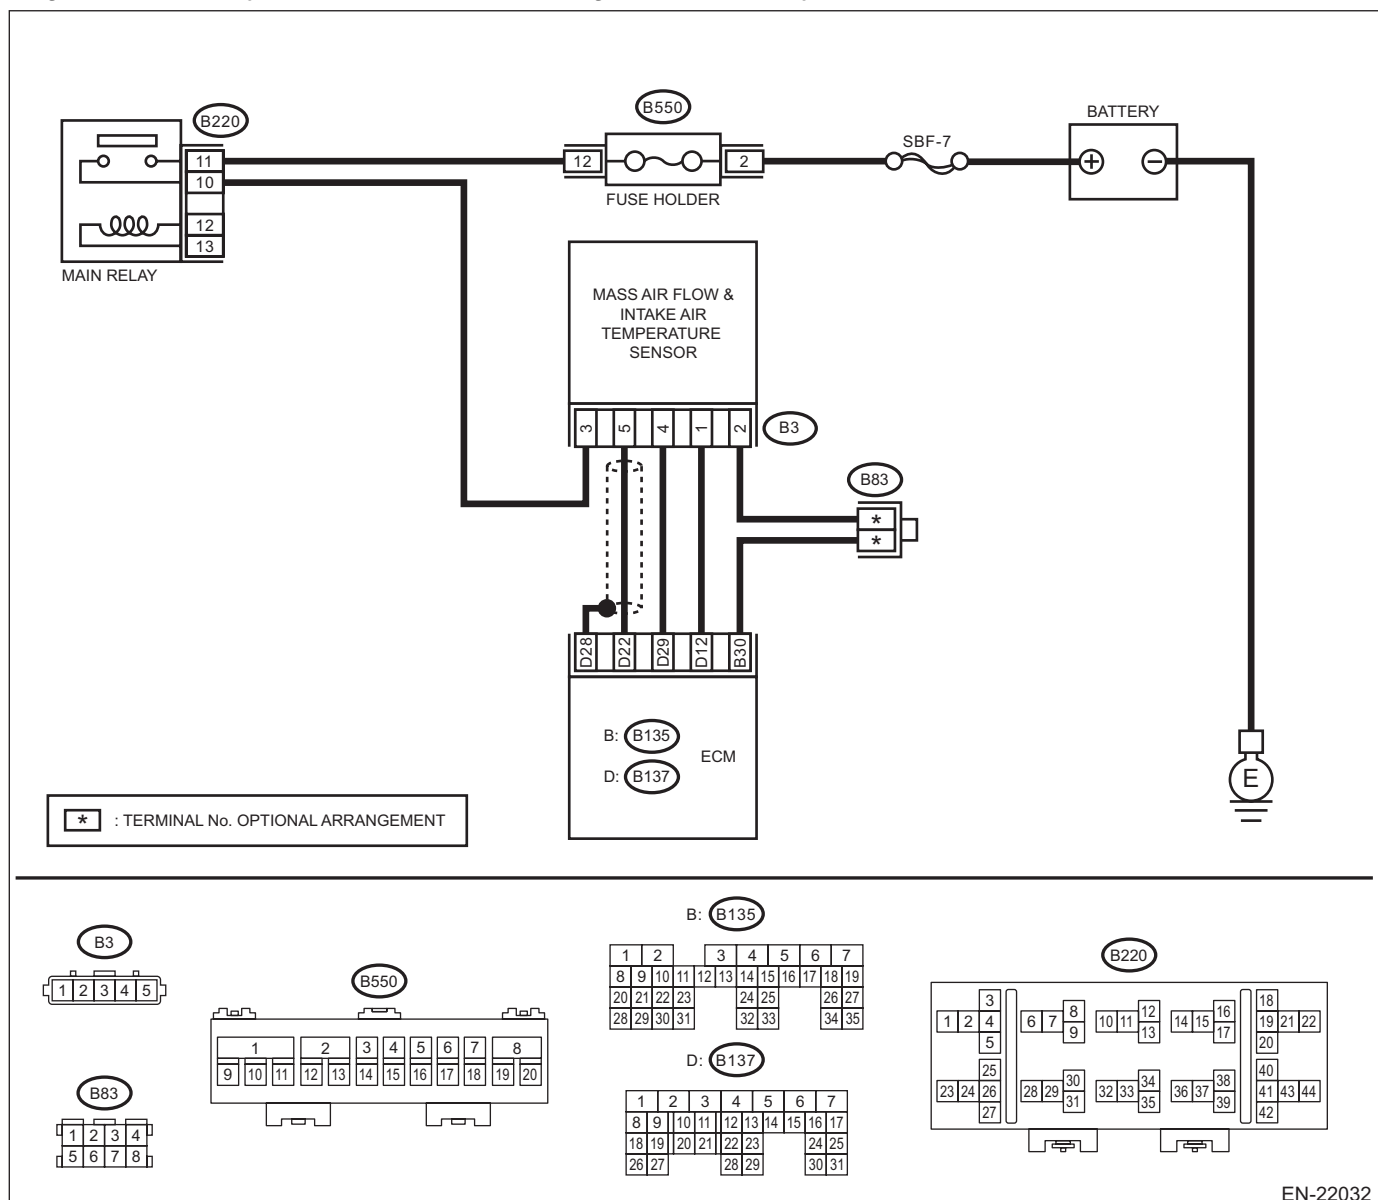 B220
11
10
12
13
MAIN RELAY
B550
12
2
FUSE HOLDER
SBF-7
BATTERY
+
−
MASS AIR FLOW &
INTAKE AIR
TEMPERATURE
SENSOR
3 5 4 1 2
B3
B83
*
*
D28 D22 D29 D12 B30
B: B135
ECM
D: B137
E
* : TERMINAL No. OPTIONAL ARRANGEMENT
B3
1 2 3 4 5
B83
1 2 3 4
5 6 7 8
B550
1 2 3 4 5 6 7 8
9 10 11 12 13 14 15 16 17 18 19 20
B: B135
1 2 3 4 5 6 7
8 9 10 11 12 13 14 15 16 17 18 19
20 21 22 23 24 25 26 27
28 29 30 31 32 33 34 35
D: B137
1 2 3 4 5 6 7
8 9 10 11 12 13 14 15 16 17
18 19 20 21 22 23 24 25
26 27 28 29 30 31
B220
3 18
8 12 16
1 2 4 6 7 10 11 14 15 19 21 22
9 13 17
5 20
25 40
30 34 38
23 24 26 28 29 32 33 36 37 41 43 44
31 35 39
27 42
EN-22032